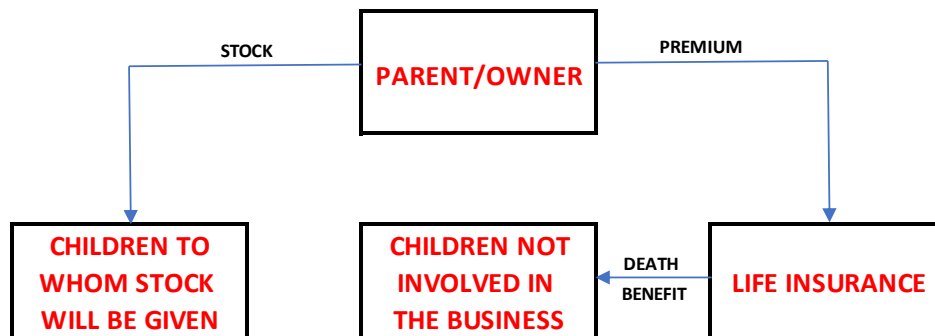 STOCK
PARENT/OWNER
PREMIUM
CHILDREN TO
WHOM STOCK
WILL BE GIVEN
CHILDREN NOT
INVOLVED IN
THE BUSINESS
DEATH
BENEFIT
LIFE INSURANCE